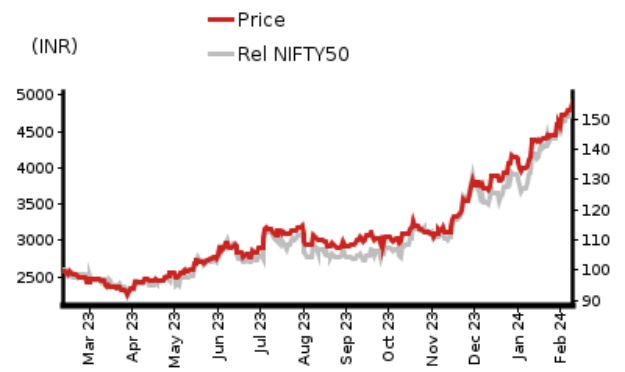 Price
(INR)
Rel NIFTY50
5000
4500
4000
3500
3000
2500
150
140
130
120
110
100
90
Mar 23
Apr 23
May 23
Jun 23
Jul 23
Aug 23
Sep 23
Oct 23
Nov 23
Dec 23
Jan 24
Feb 24